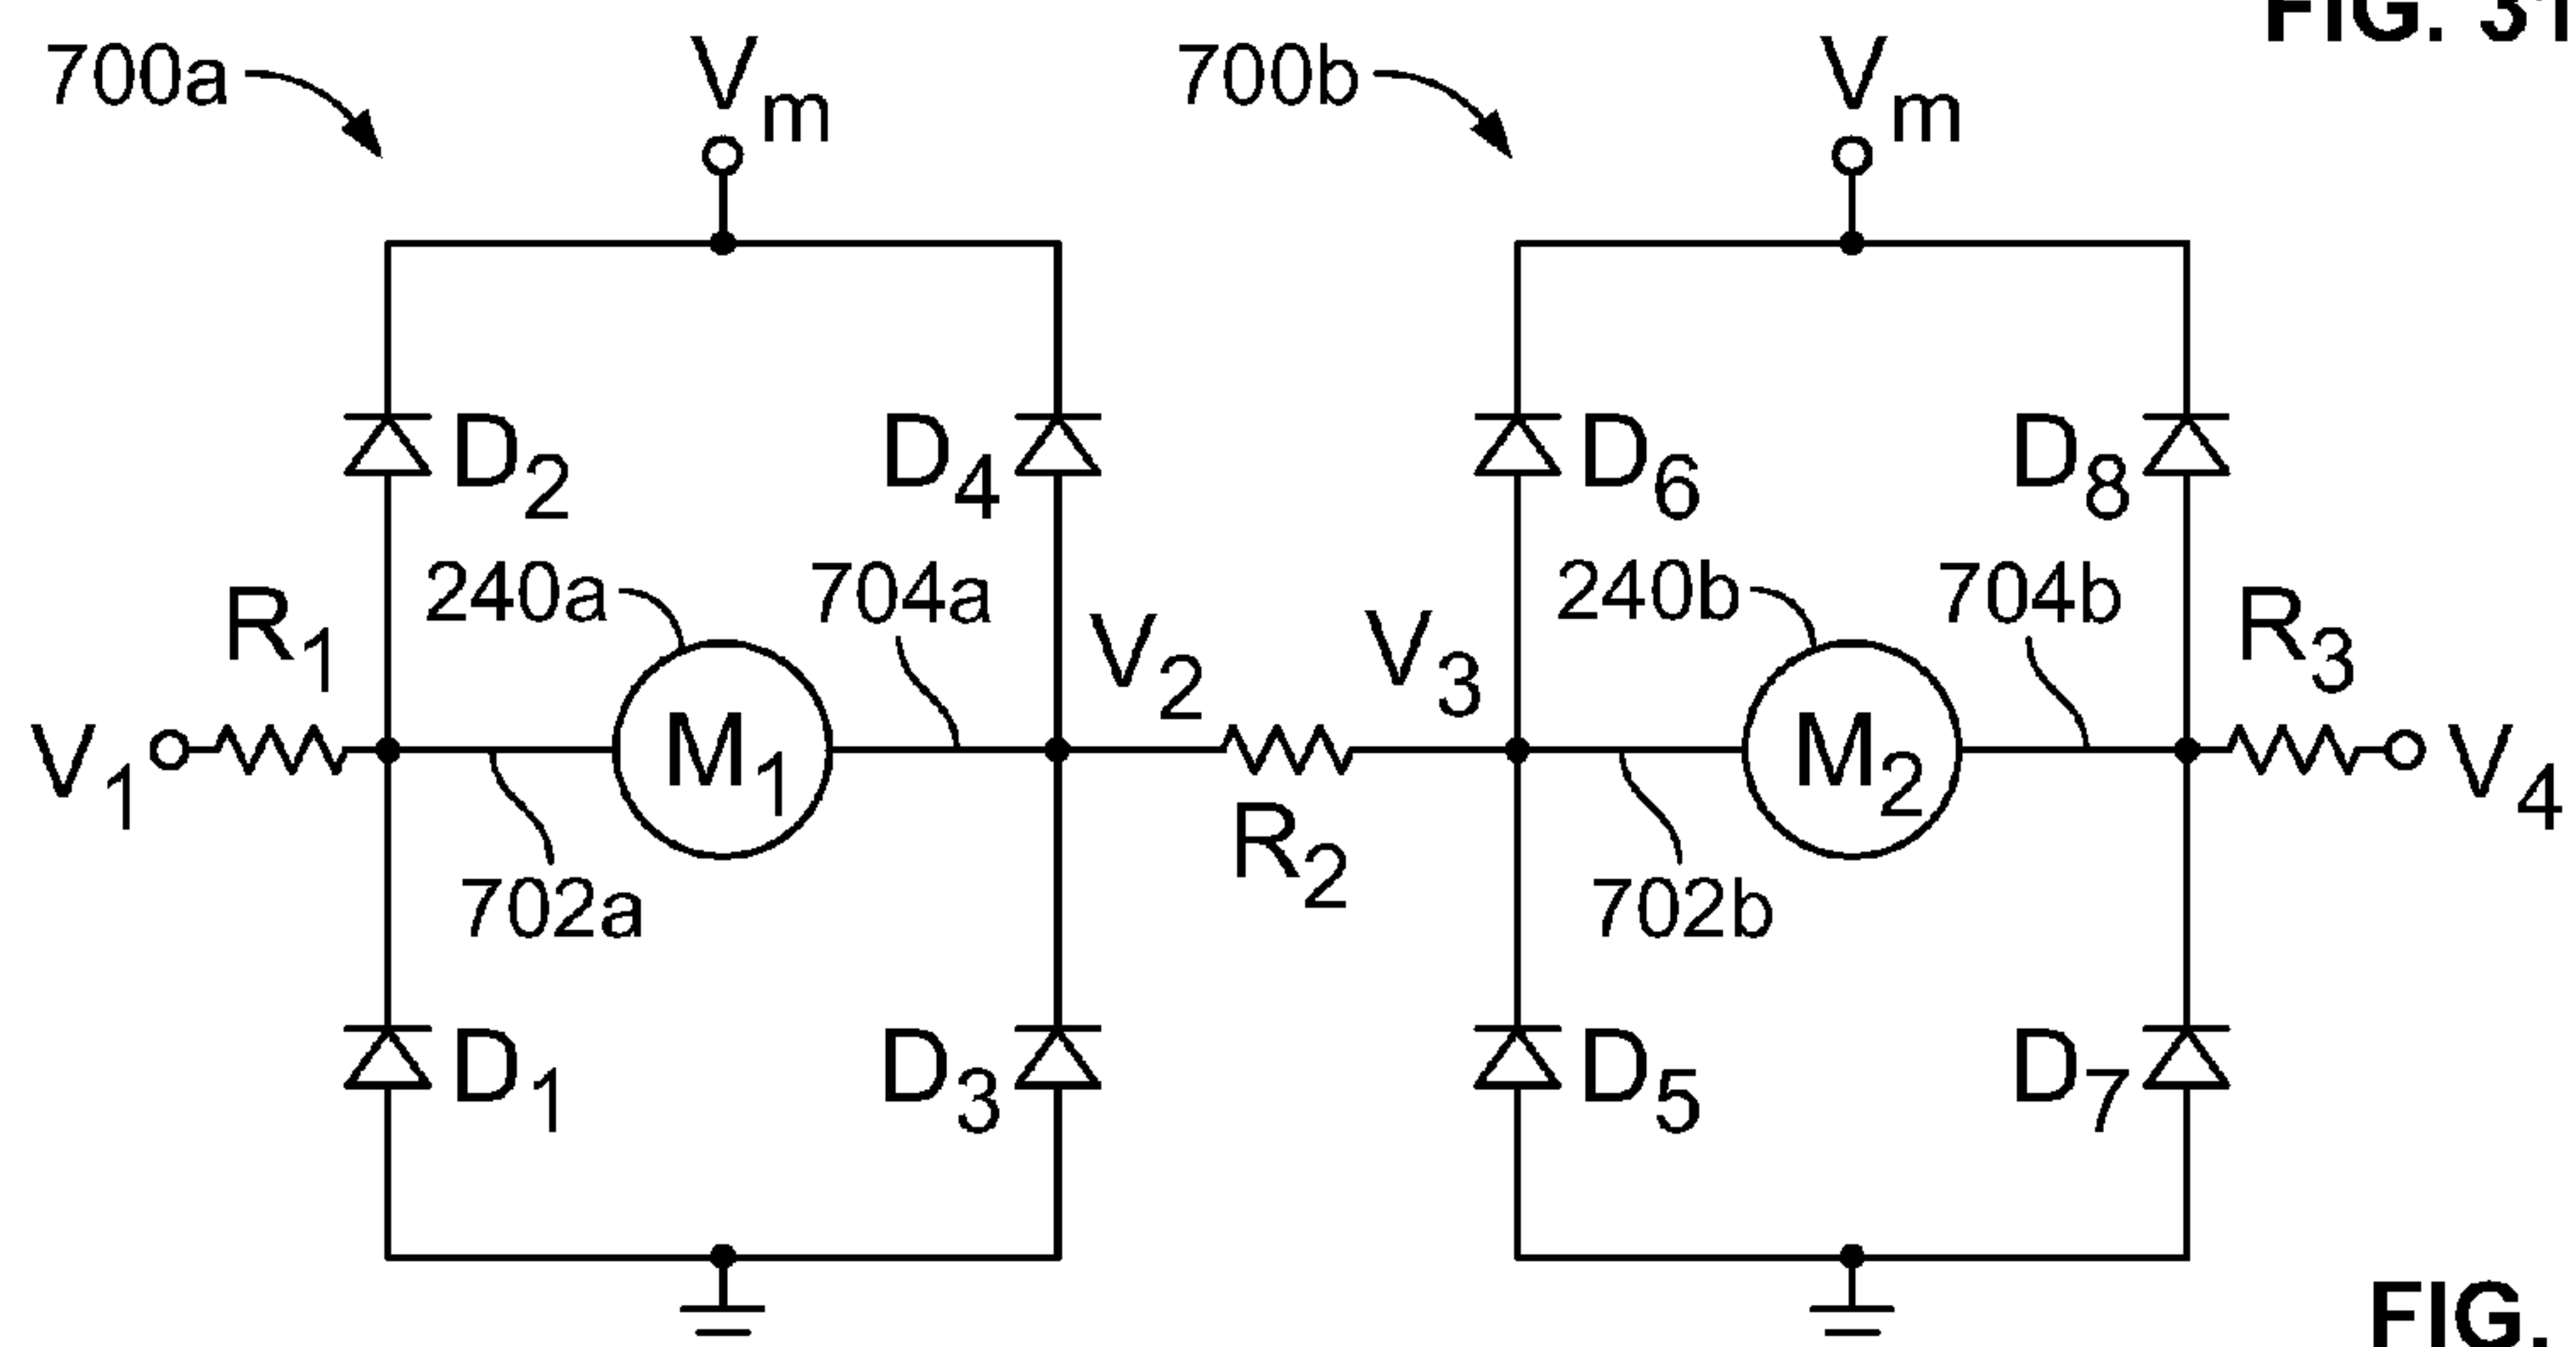 FIG. 31
700a
Vm
700b
Vm
D2
D4
D6
D8
R1
240a
704a
V2
V3
240b
704b
R3
V1
M1
M2
V4
702a
R2
702b
D1
D3
D5
D7
FIG.